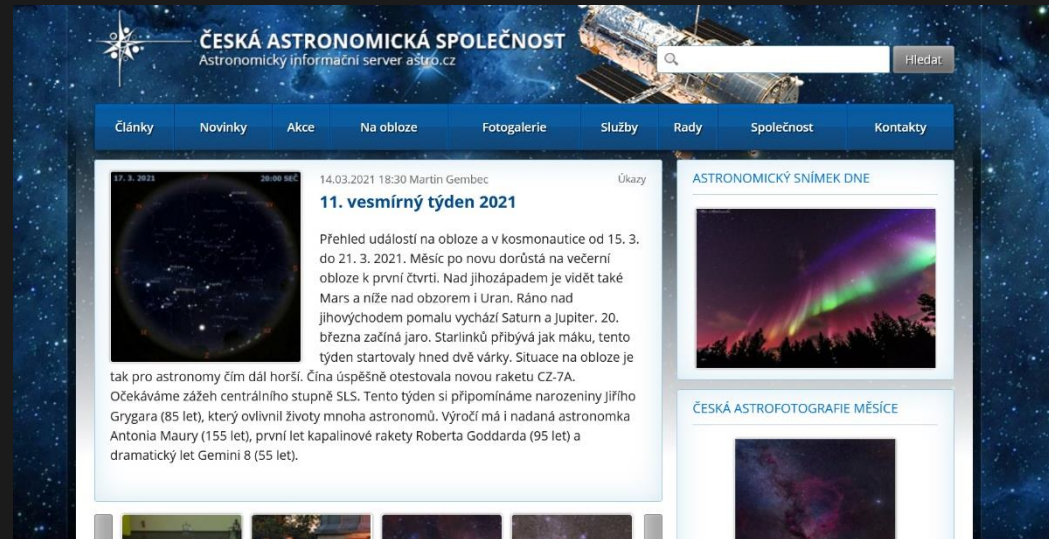 ČESKÁ ASTRONOMICKÁ SPOLEČNOST
Astronomický informační server astro.cz
Hledat
Články Novinky Akce Na obloze Fotogalerie Služby Rady Společnost Kontakty
17. 3. 2021 20:00 SEČ
14.03.2021 18:30 Martin Gembec Úkazy
11. vesmírný týden 2021
Přehled událostí na obloze a v kosmonautice od 15. 3.
do 21. 3. 2021. Měsíc po novu dorůstá na večerní
obloze k první čtvrti. Nad jihozápadem je vidět také
Mars a níže nad obzorem i Uran. Ráno nad
jihovýchodem pomalu vychází Saturn a Jupiter. 20.
března začíná jaro. Starlinků přibývá jak máku, tento
týden startovaly hned dvě várky. Situace na obloze je
tak pro astronomy čím dál horší. Čína úspěšně otestovala novou raketu CZ-7A.
Očekáváme zážeh centrálního stupně SLS. Tento týden si připomínáme narozeniny Jiřího
Grygara (85 let), který ovlivnil životy mnoha astronomů. Výročí má i nadaná astronomka
Antonia Maury (155 let), první let kapalinové rakety Roberta Goddarda (95 let) a
dramatický let Gemini 8 (55 let).
ASTRONOMICKÝ SNÍMEK DNE
ČESKÁ ASTROFOTOGRAFIE MĚSÍCE